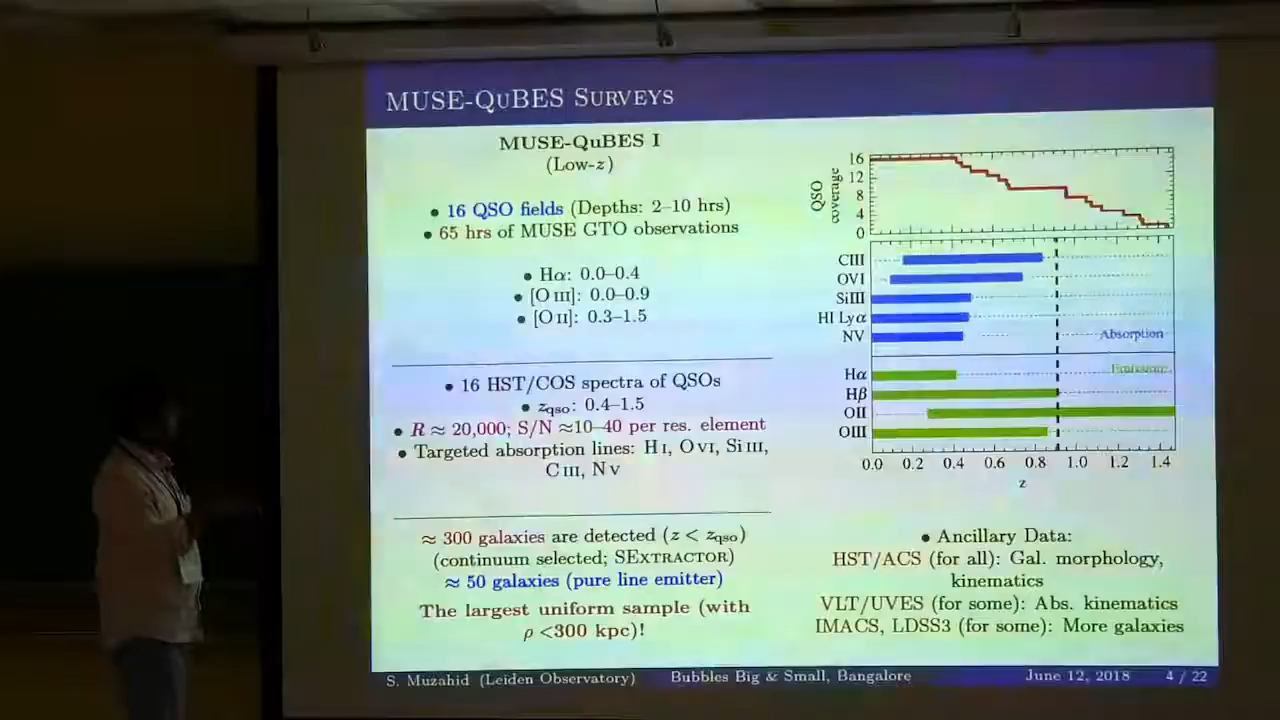 MUSE-QuBES Surveys
MUSE-QuBES I
(Low-z)
• 16 QSO fields (Depths: 2–10 hrs)
• 65 hrs of MUSE GTO observations
• Hα: 0.0–0.4
• [O III]: 0.0–0.9
• [O II]: 0.3–1.5
• 16 HST/COS spectra of QSOs
• zqso: 0.4–1.5
• R ≈ 20,000; S/N ≈10–40 per res. element
• Targeted absorption lines: H I, O VI, Si III,
C III, N V
≈ 300 galaxies are detected (z < zqso)
(continuum selected; SExtractor)
≈ 50 galaxies (pure line emitter)
The largest uniform sample (with
ρ <300 kpc)!
QSO
coverage
16
12
8
4
0
CIII
OVI
SiIII
HI Lyα
NV
Absorption
Hα
Emission
Hβ
OII
OIII
0.0 0.2 0.4 0.6 0.8 1.0 1.2 1.4
z
• Ancillary Data:
HST/ACS (for all): Gal. morphology,
kinematics
VLT/UVES (for some): Abs. kinematics
IMACS, LDSS3 (for some): More galaxies
S. Muzahid (Leiden Observatory) Bubbles Big & Small, Bangalore June 12, 2018 4 / 22